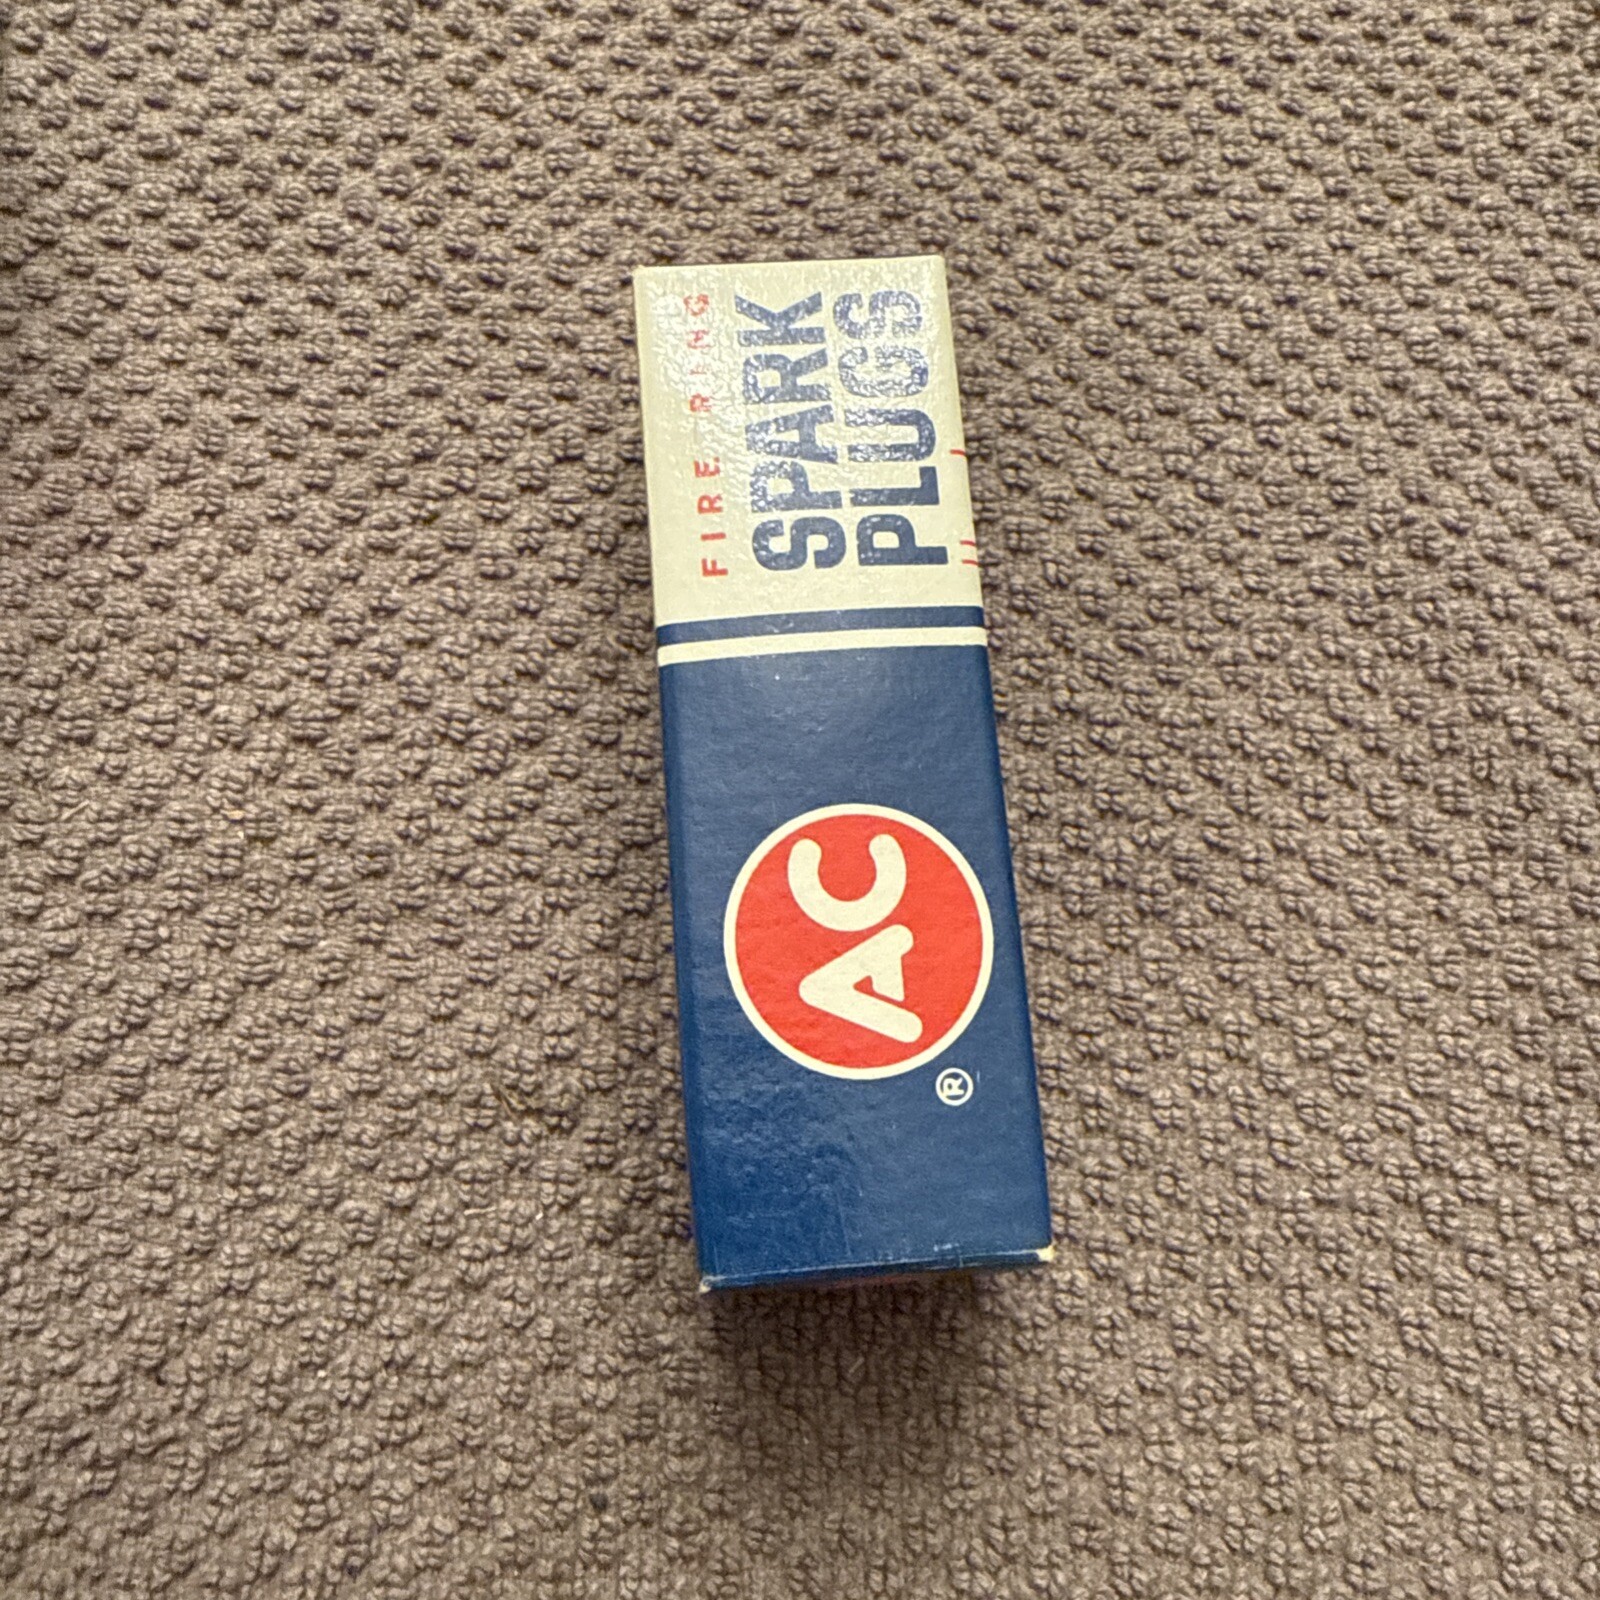 FIRE RING
SPARK
PLUGS
AC
®